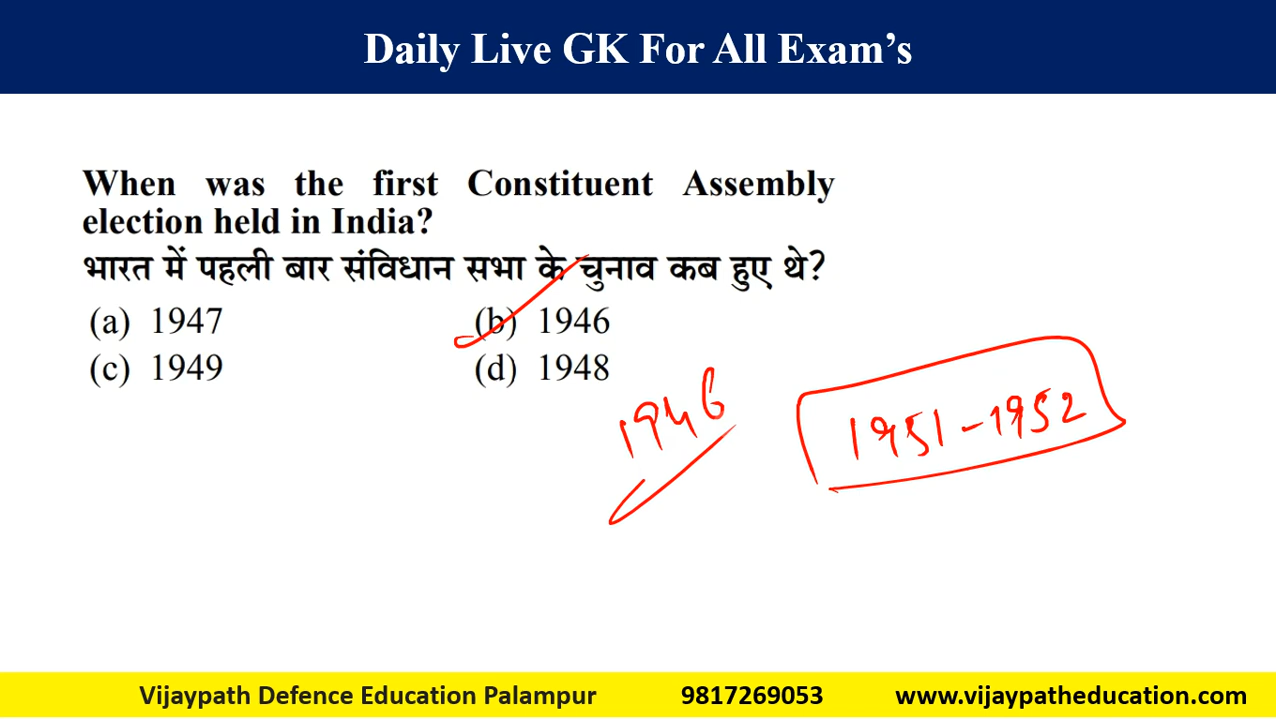 Daily Live GK For All Exam's
When was the first Constituent Assembly
election held in India?
भारत में पहली बार संविधान सभा के चुनाव कब हुए थे?
(a) 1947 (b) 1946
(c) 1949 (d) 1948
1946
1951-1952
Vijaypath Defence Education Palampur 9817269053 www.vijaypatheducation.com